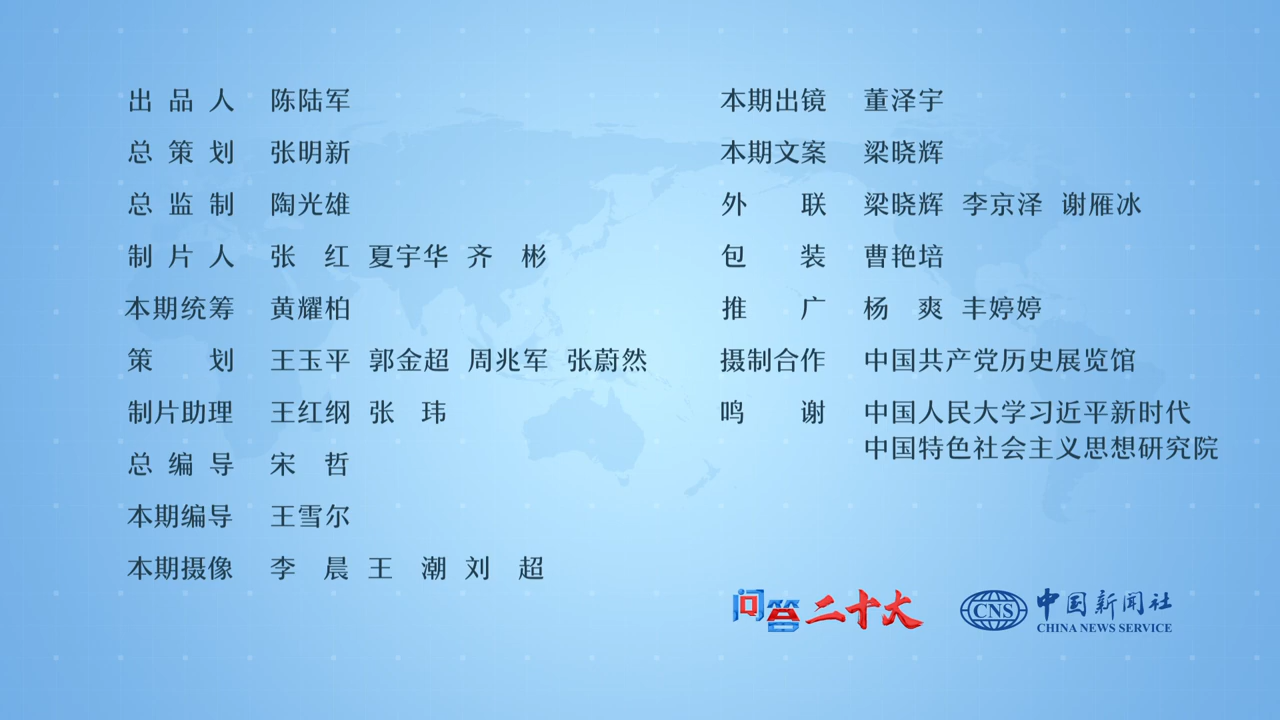 出品人 陈陆军
总策划 张明新
总监制 陶光雄
制片人 张红 夏宇华 齐彬
本期统筹 黄耀柏
策划 王玉平 郭金超 周兆军 张蔚然
制片助理 王红纲 张玮
总编导 宋哲
本期编导 王雪尔
本期摄像 李晨 王潮 刘超
本期出镜 董泽宇
本期文案 梁晓辉
外联 梁晓辉 李京泽 谢雁冰
包装 曹艳培
推广 杨爽 丰婷婷
摄制合作 中国共产党历史展览馆
鸣谢 中国人民大学习近平新时代
中国特色社会主义思想研究院
问答二十大
CNS 中国新闻社
CHINA NEWS SERVICE